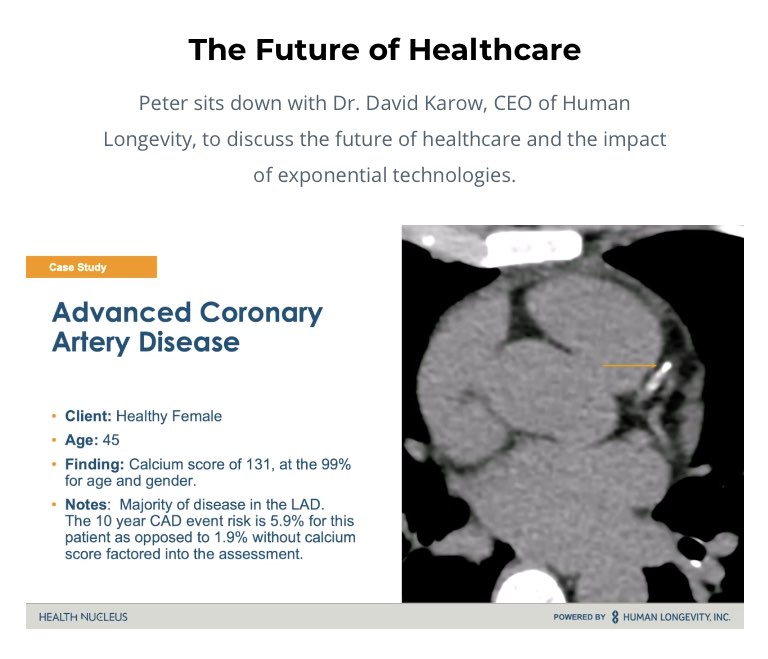 The Future of Healthcare
Peter sits down with Dr. David Karow, CEO of Human
Longevity, to discuss the future of healthcare and the impact
of exponential technologies.
Case Study
Advanced Coronary
Artery Disease
• Client: Healthy Female
• Age: 45
• Finding: Calcium score of 131, at the 99%
for age and gender.
• Notes: Majority of disease in the LAD.
The 10 year CAD event risk is 5.9% for this
patient as opposed to 1.9% without calcium
score factored into the assessment.
HEALTH NUCLEUS
POWERED BY HUMAN LONGEVITY, INC.